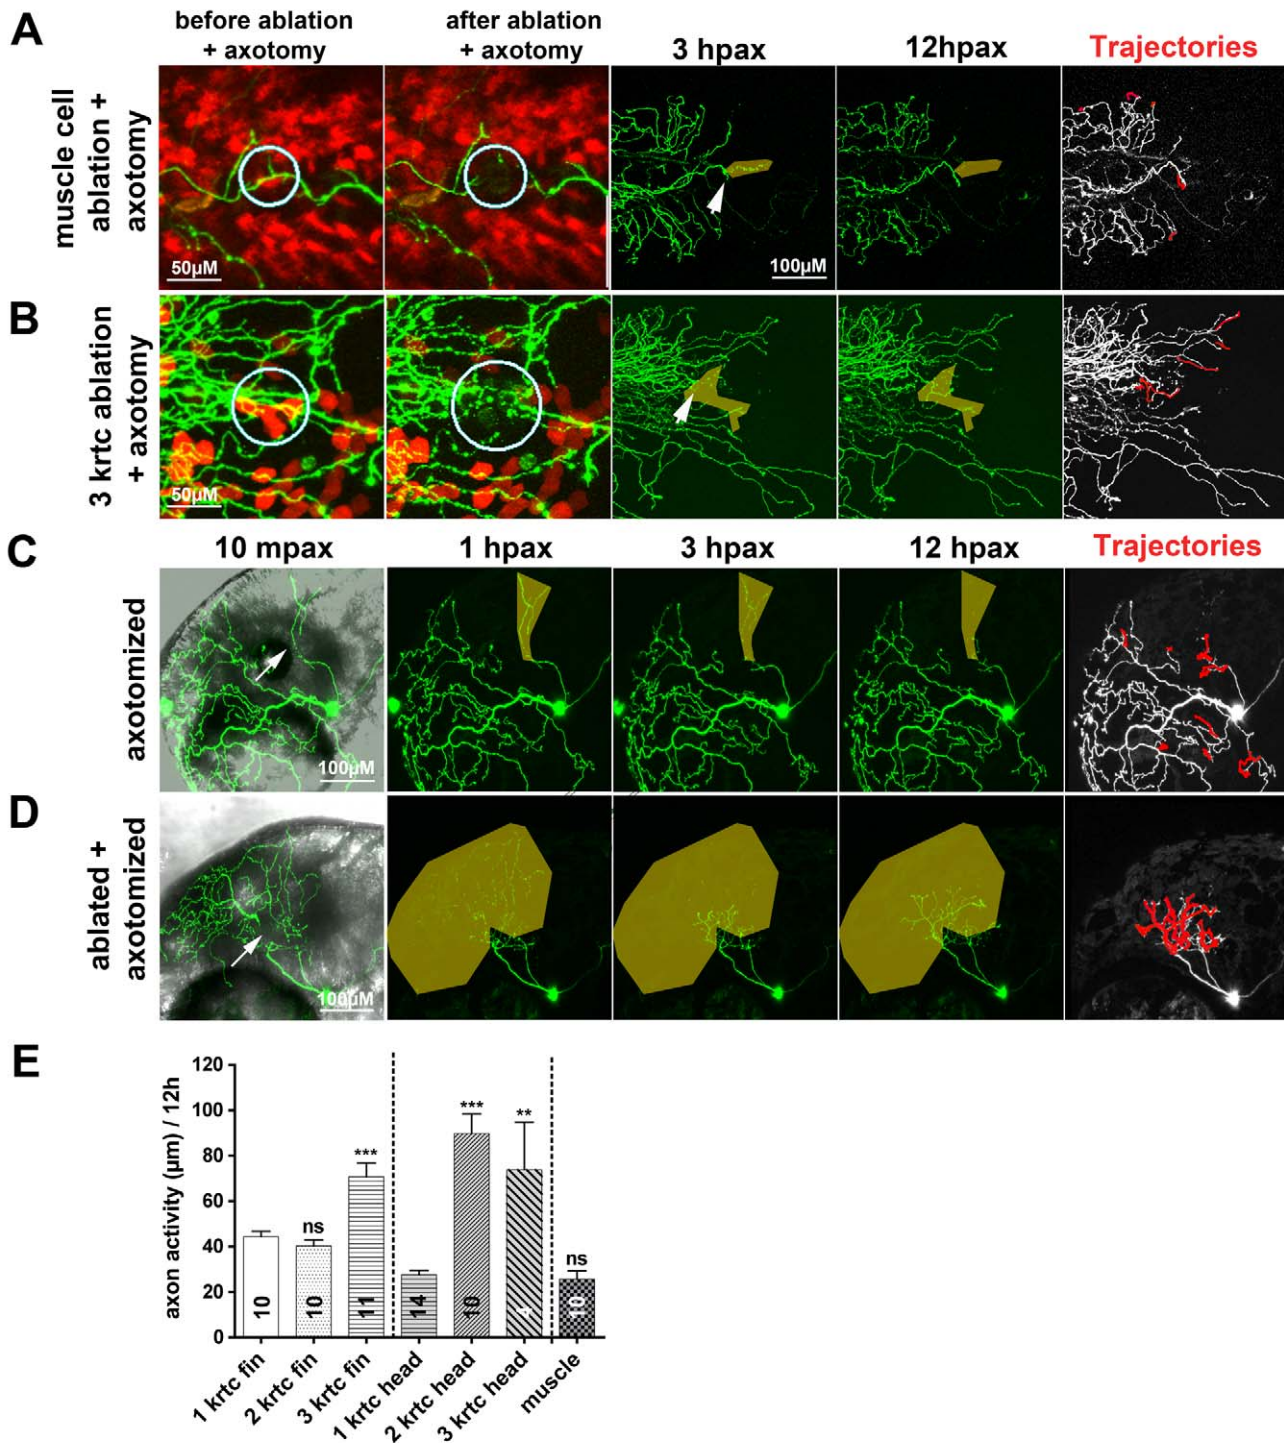 A
before ablation
+ axotomy
after ablation
+ axotomy
3 hpax
12hpax
Trajectories
muscle cell
ablation +
axotomy
50µM
50µM
100µM
B
3 krtc ablation
+ axotomy
50µM
50µM
C
10 mpax
1 hpax
3 hpax
12 hpax
Trajectories
axotomized
100µM
D
ablated +
axotomized
100µM
E
axon activity (µm) / 12h
120
100
80
60
40
20
0
ns
***
***
**
ns
10
10
11
14
10
4
10
1 krtc fin
2 krtc fin
3 krtc fin
1 krtc head
2 krtc head
3 krtc head
muscle